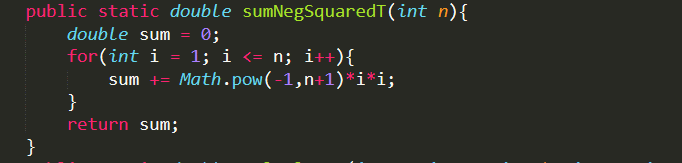 public static double sumNegSquaredT(int n){
    double sum = 0;
    for(int i = 1; i <= n; i++){
        sum += Math.pow(-1,n+1)*i*i;
    }
    return sum;
}